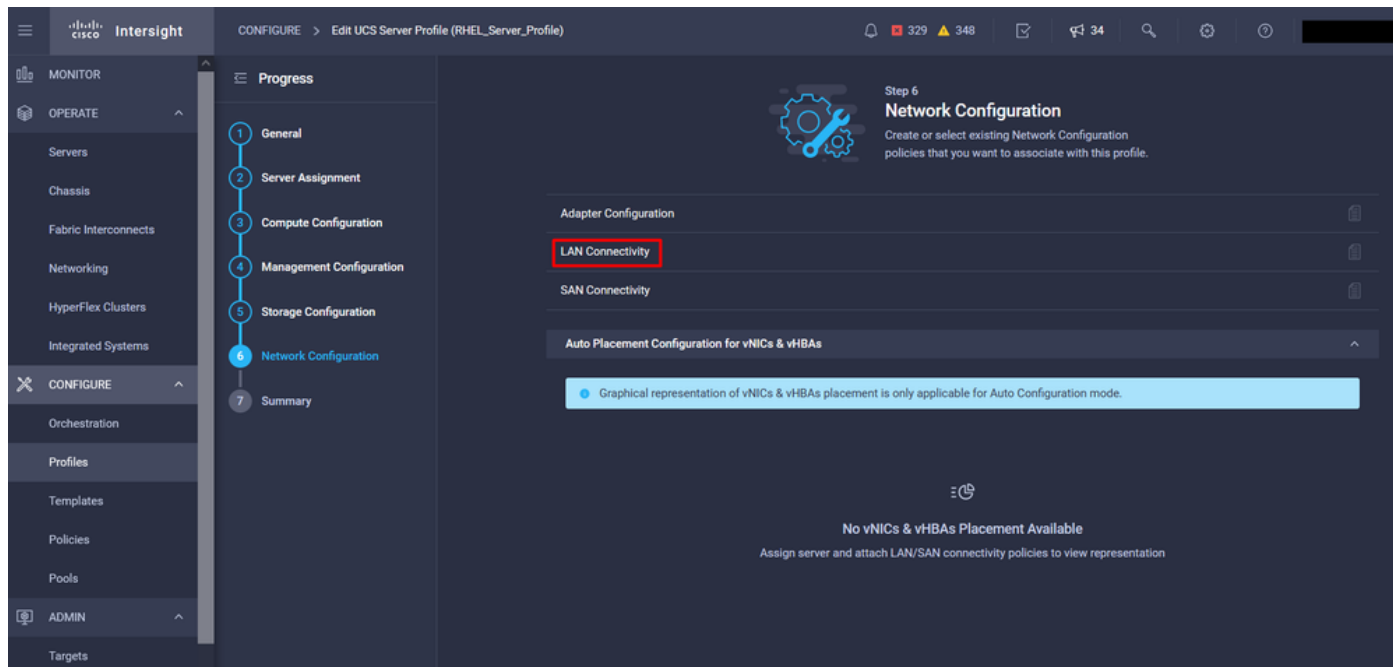 cisco Intersight
CONFIGURE > Edit UCS Server Profile (RHEL_Server_Profile)
329 348
34
MONITOR
OPERATE
Servers
Chassis
Fabric Interconnects
Networking
HyperFlex Clusters
Integrated Systems
CONFIGURE
Orchestration
Profiles
Templates
Policies
Pools
ADMIN
Targets
Progress
1 General
2 Server Assignment
3 Compute Configuration
4 Management Configuration
5 Storage Configuration
6 Network Configuration
7 Summary
Step 6
Network Configuration
Create or select existing Network Configuration
policies that you want to associate with this profile.
Adapter Configuration
LAN Connectivity
SAN Connectivity
Auto Placement Configuration for vNICs & vHBAs
Graphical representation of vNICs & vHBAs placement is only applicable for Auto Configuration mode.
No vNICs & vHBAs Placement Available
Assign server and attach LAN/SAN connectivity policies to view representation